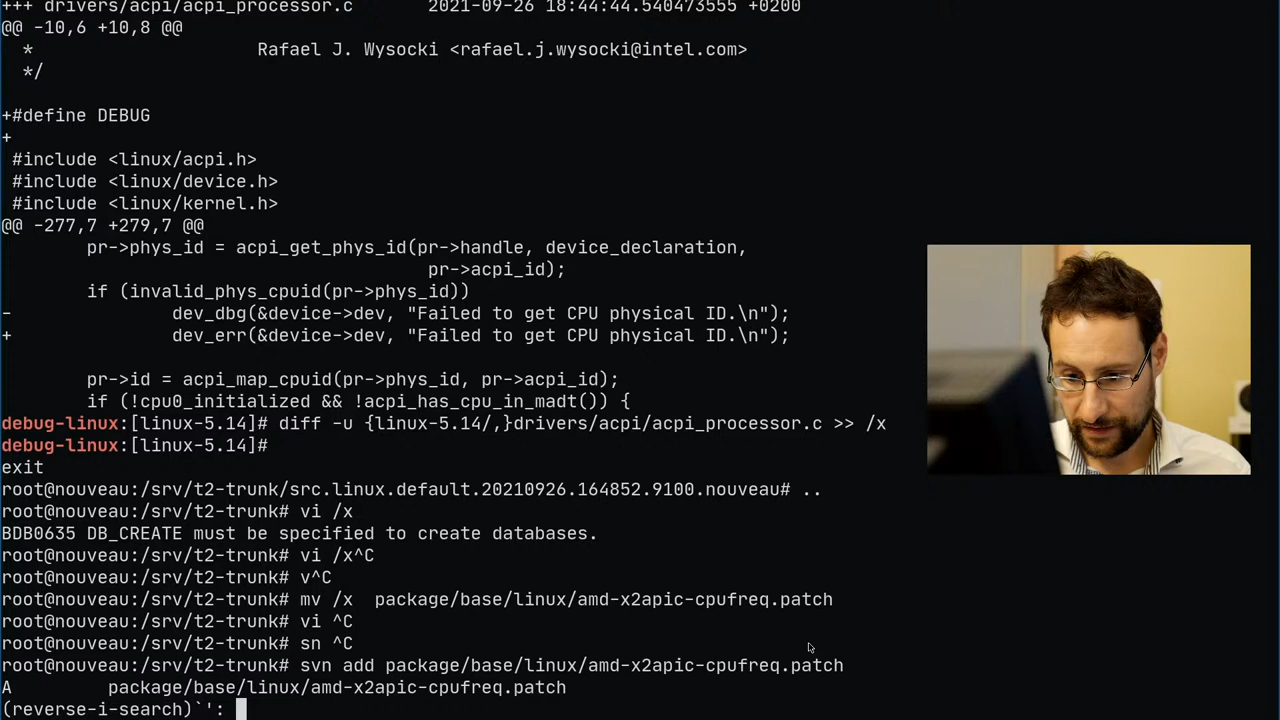 +++ drivers/acpi/acpi_processor.c        2021-09-26 18:44:44.540473555 +0200
@@ -10,6 +10,8 @@
  *                     Rafael J. Wysocki <rafael.j.wysocki@intel.com>
  */

+#define DEBUG
+
 #include <linux/acpi.h>
 #include <linux/device.h>
 #include <linux/kernel.h>
@@ -277,7 +279,7 @@
        pr->phys_id = acpi_get_phys_id(pr->handle, device_declaration,
                                        pr->acpi_id);
        if (invalid_phys_cpuid(pr->phys_id))
-               dev_dbg(&device->dev, "Failed to get CPU physical ID.\n");
+               dev_err(&device->dev, "Failed to get CPU physical ID.\n");

        pr->id = acpi_map_cpuid(pr->phys_id, pr->acpi_id);
        if (!cpu0_initialized && !acpi_has_cpu_in_madt()) {
debug-linux:[linux-5.14]# diff -u {linux-5.14/,}drivers/acpi/acpi_processor.c >> /x
debug-linux:[linux-5.14]#
exit
root@nouveau:/srv/t2-trunk/src.linux.default.20210926.164852.9100.nouveau# ..
root@nouveau:/srv/t2-trunk# vi /x
BDB0635 DB_CREATE must be specified to create databases.
root@nouveau:/srv/t2-trunk# vi /x^C
root@nouveau:/srv/t2-trunk# v^C
root@nouveau:/srv/t2-trunk# mv /x  package/base/linux/amd-x2apic-cpufreq.patch
root@nouveau:/srv/t2-trunk# vi ^C
root@nouveau:/srv/t2-trunk# sn ^C
root@nouveau:/srv/t2-trunk# svn add package/base/linux/amd-x2apic-cpufreq.patch
A         package/base/linux/amd-x2apic-cpufreq.patch
(reverse-i-search)`':